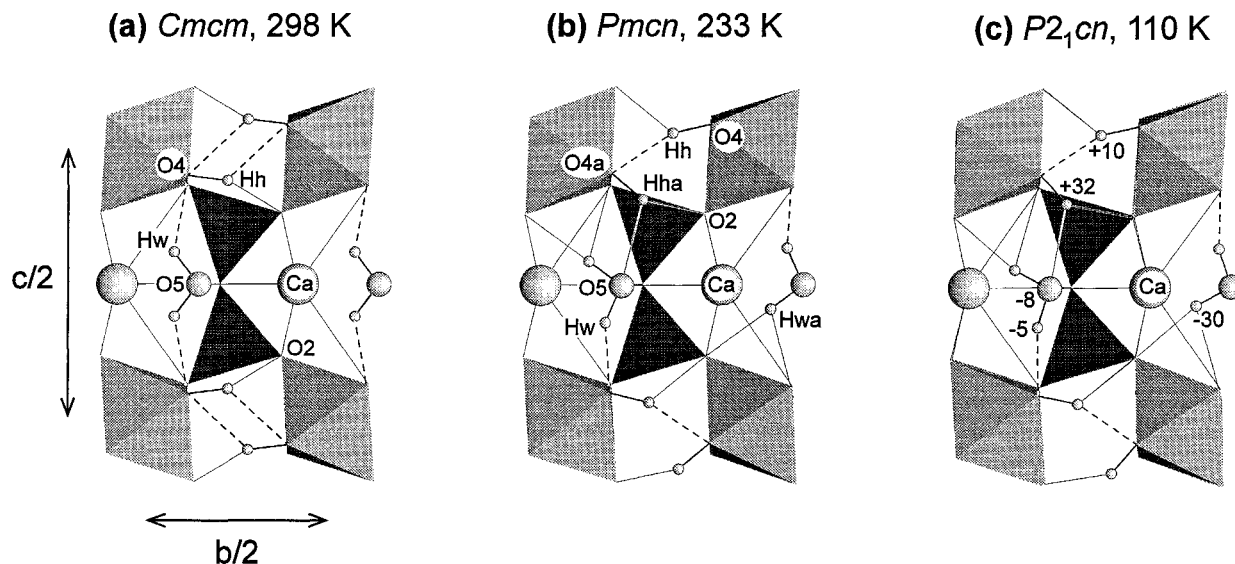 (a) Cmcm, 298 K
(b) Pmcn, 233 K
(c) P2₁cn, 110 K
c/2
b/2
O4
Hh
Hw
O5
Ca
O2
O4
Hh
O4a
Hha
O2
O5
Ca
Hw
Hwa
+10
+32
Ca
-8
-5
-30